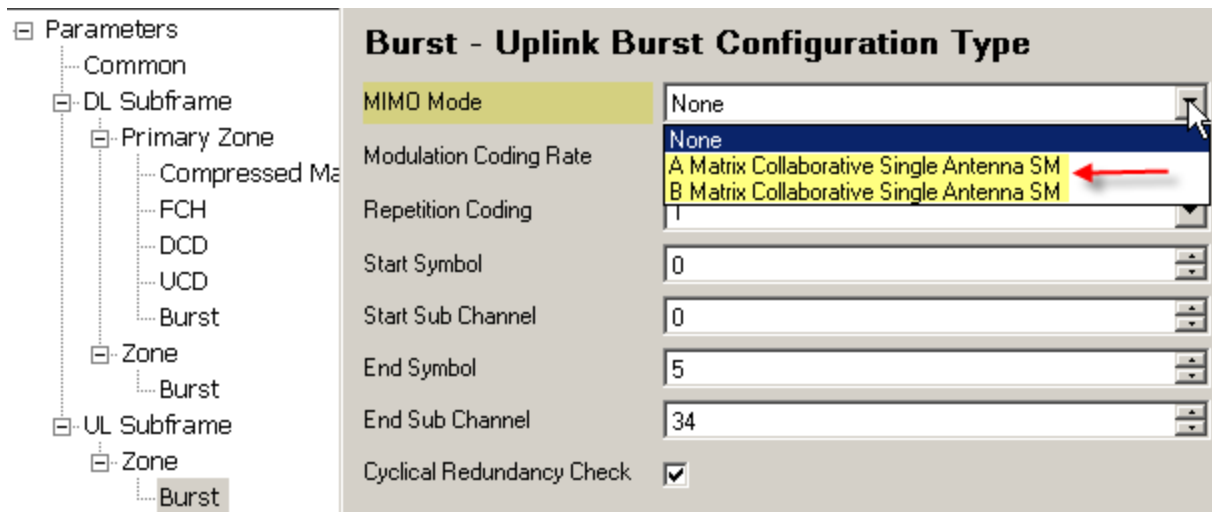 Parameters
Common
DL Subframe
Primary Zone
Compressed Ma
FCH
DCD
UCD
Burst
Zone
Burst
UL Subframe
Zone
Burst
Burst - Uplink Burst Configuration Type
MIMO Mode
None
None
A Matrix Collaborative Single Antenna SM
B Matrix Collaborative Single Antenna SM
Modulation Coding Rate
Repetition Coding
Start Symbol
0
Start Sub Channel
0
End Symbol
5
End Sub Channel
34
Cyclical Redundancy Check